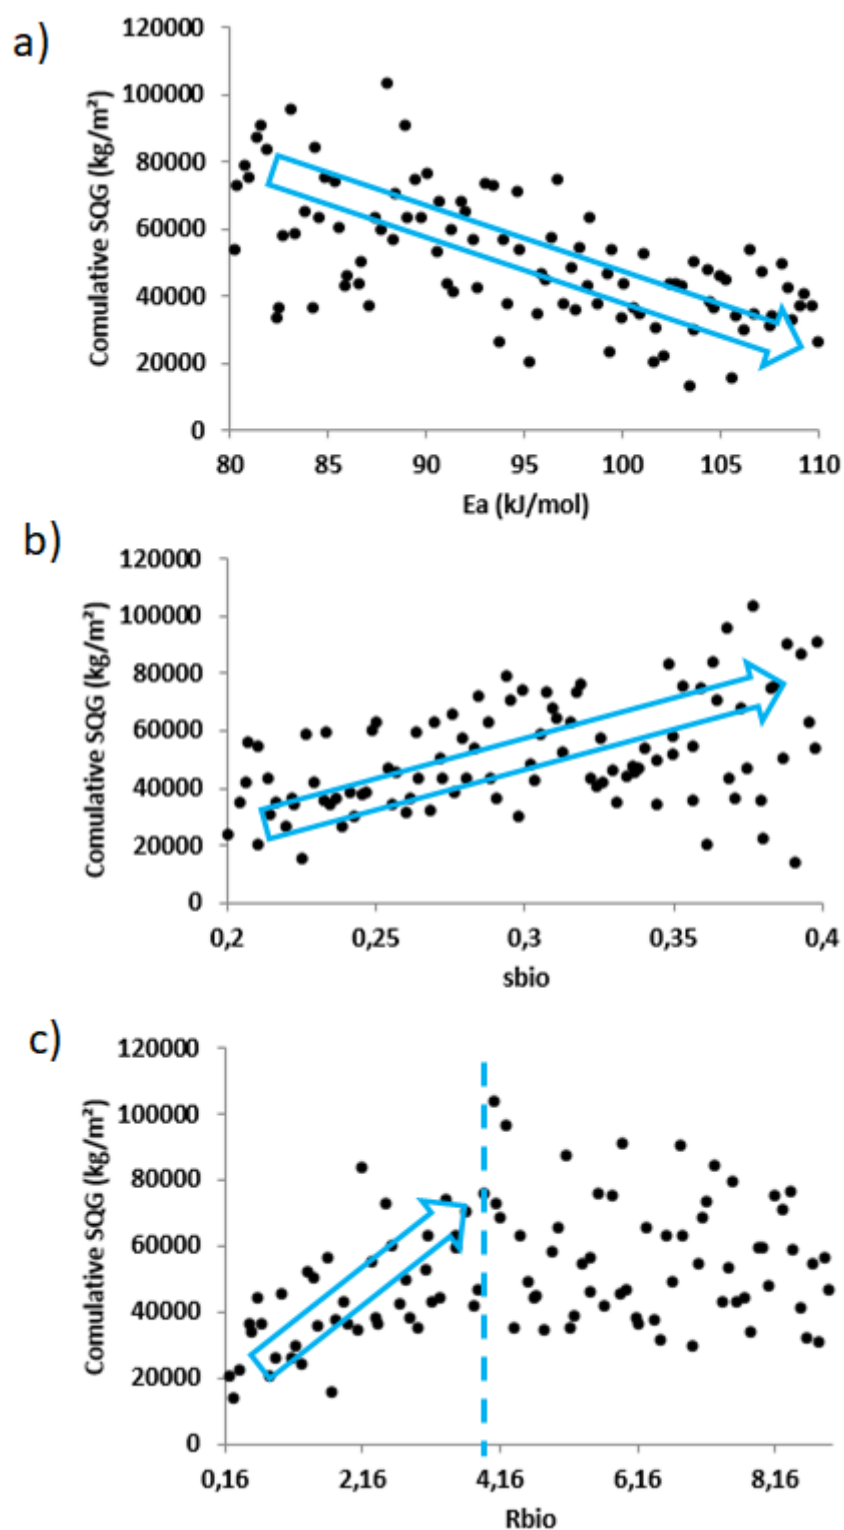 a)
120000
100000
80000
60000
40000
20000
0
Comulative SQG (kg/m²)
80 85 90 95 100 105 110
Ea (kJ/mol)
b)
120000
100000
80000
60000
40000
20000
0
Comulative SQG (kg/m²)
0,2 0,25 0,3 0,35 0,4
sbio
c)
120000
100000
80000
60000
40000
20000
0
Comulative SQG (kg/m²)
0,16 2,16 4,16 6,16 8,16
Rbio